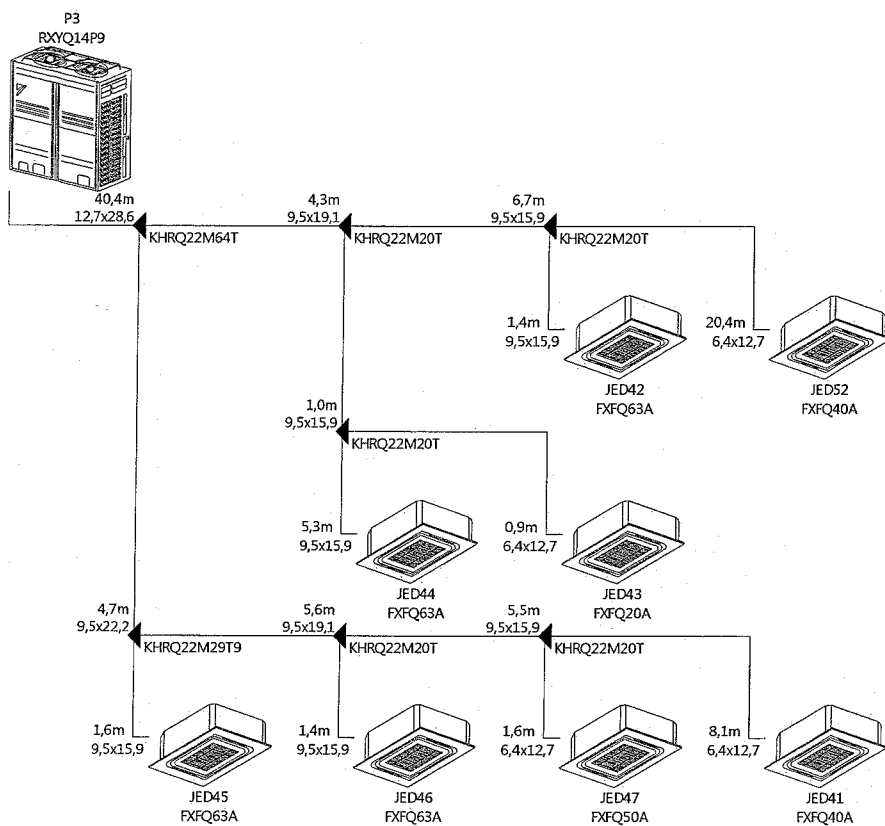 P3
RXYQ14P9
40,4m
12,7x28,6
KHRQ22M64T
4,3m
9,5x19,1
KHRQ22M20T
6,7m
9,5x15,9
KHRQ22M20T
1,4m
9,5x15,9
JED42
FXFQ63A
20,4m
6,4x12,7
JED52
FXFQ40A
1,0m
9,5x15,9
KHRQ22M20T
5,3m
9,5x15,9
JED44
FXFQ63A
0,9m
6,4x12,7
JED43
FXFQ20A
4,7m
9,5x22,2
KHRQ22M29T9
5,6m
9,5x19,1
KHRQ22M20T
5,5m
9,5x15,9
KHRQ22M20T
1,6m
9,5x15,9
JED45
FXFQ63A
1,4m
9,5x15,9
JED46
FXFQ63A
1,6m
6,4x12,7
JED47
FXFQ50A
8,1m
6,4x12,7
JED41
FXFQ40A